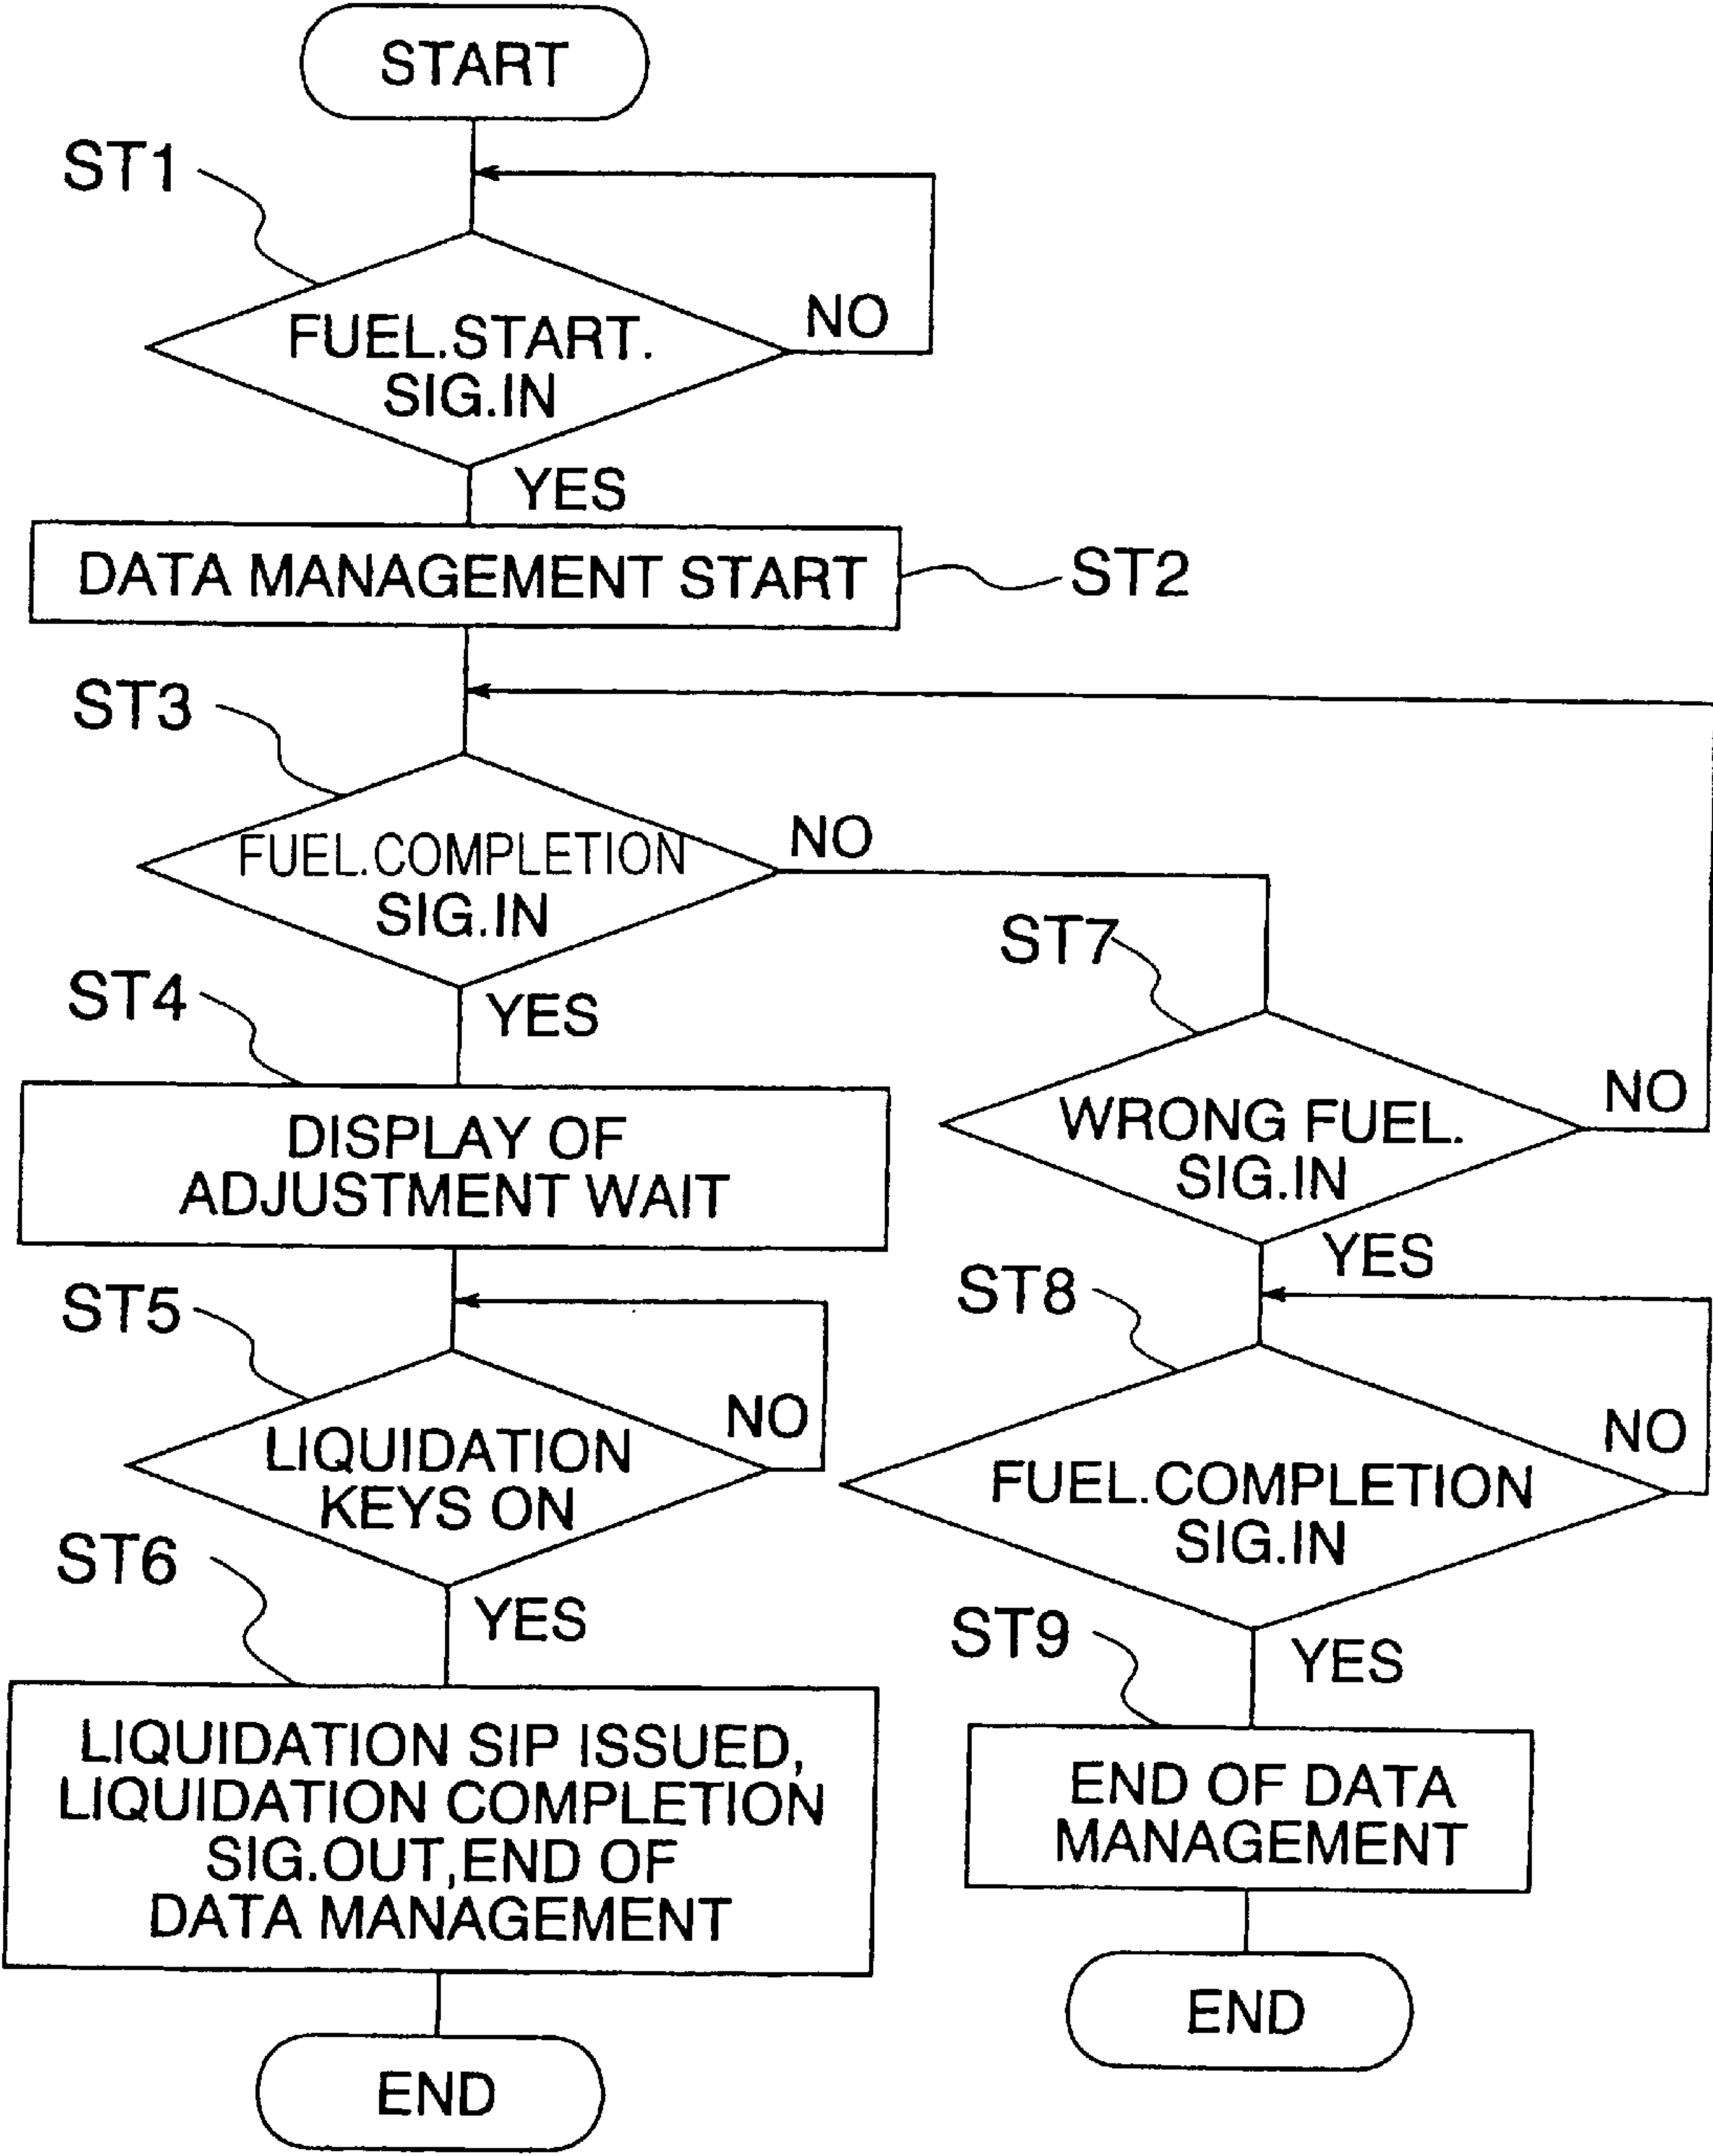 START
ST1
FUEL.START.
SIG.IN
NO
YES
DATA MANAGEMENT START
ST2
ST3
FUEL.COMPLETION
SIG.IN
NO
YES
ST4
DISPLAY OF
ADJUSTMENT WAIT
ST5
LIQUIDATION
KEYS ON
NO
YES
ST6
LIQUIDATION SIP ISSUED,
LIQUIDATION COMPLETION
SIG.OUT,END OF
DATA MANAGEMENT
END
ST7
WRONG FUEL.
SIG.IN
NO
YES
ST8
FUEL.COMPLETION
SIG.IN
NO
YES
ST9
END OF DATA
MANAGEMENT
END